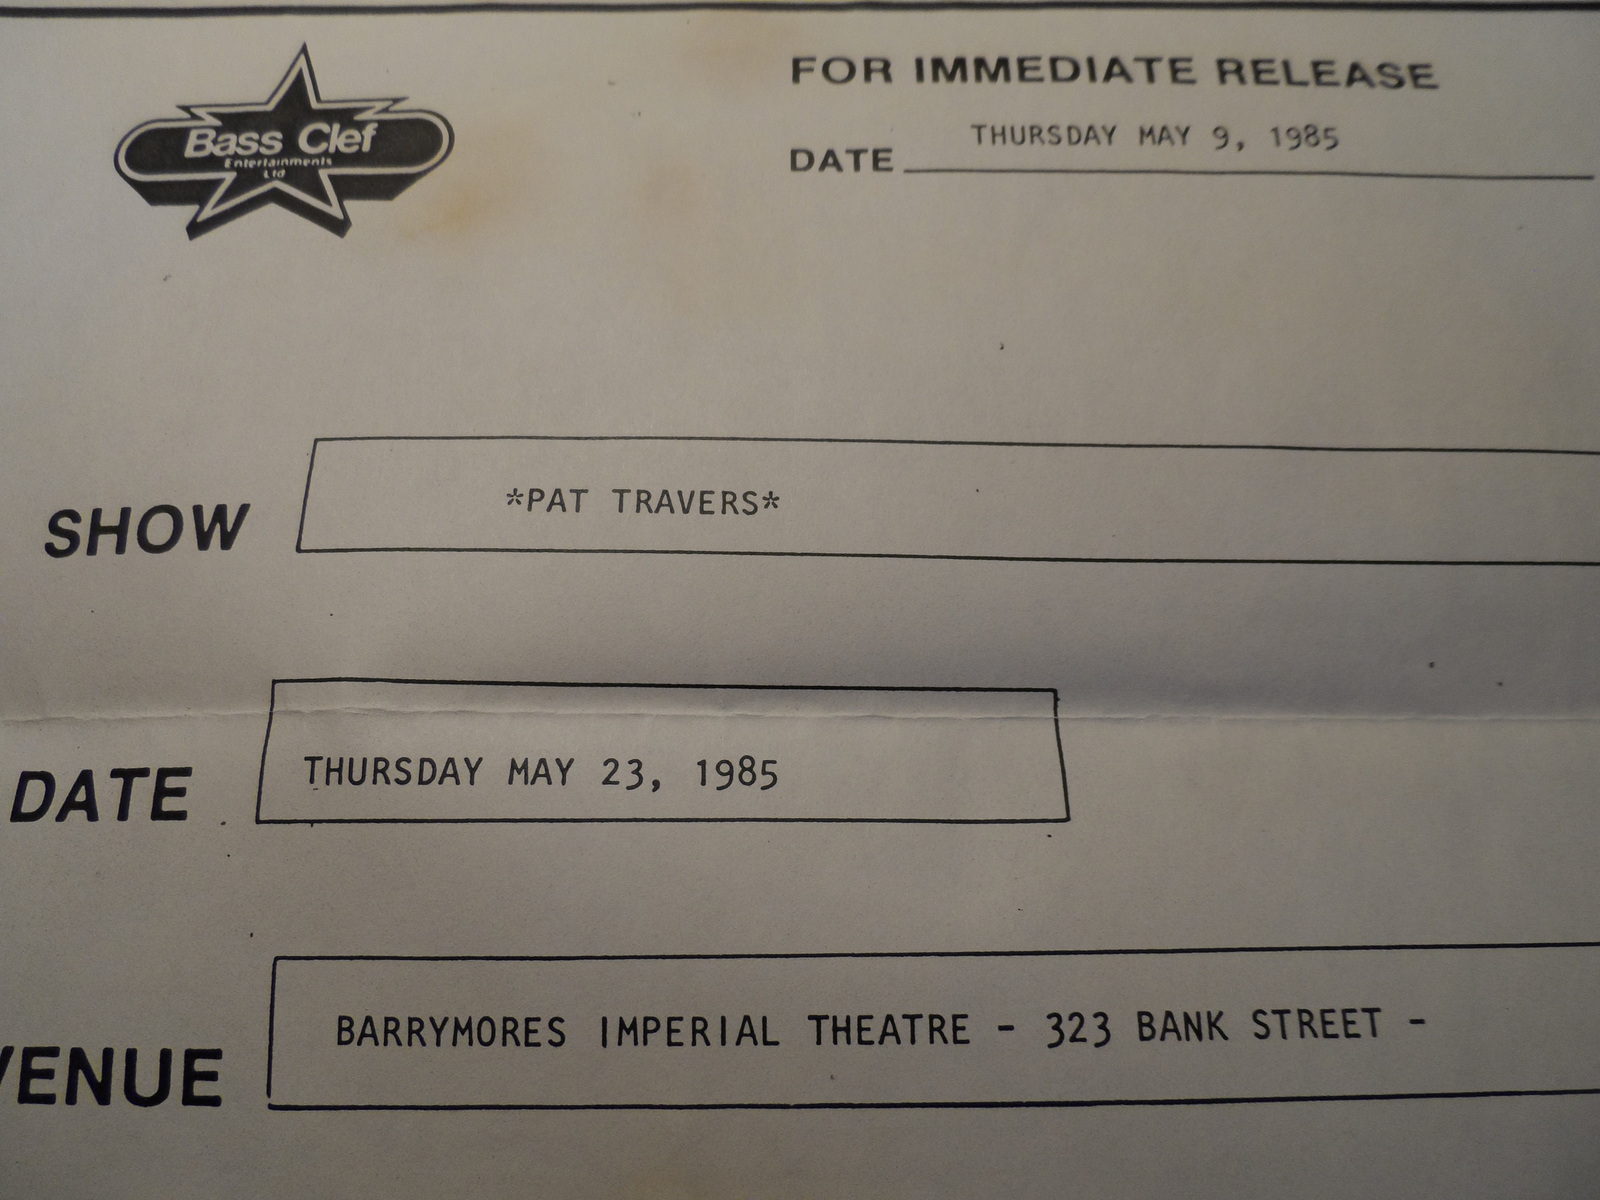 Bass Clef
Entertainments
Ltd
FOR IMMEDIATE RELEASE
DATE THURSDAY MAY 9, 1985
SHOW *PAT TRAVERS*
DATE THURSDAY MAY 23, 1985
VENUE BARRYMORES IMPERIAL THEATRE - 323 BANK STREET -